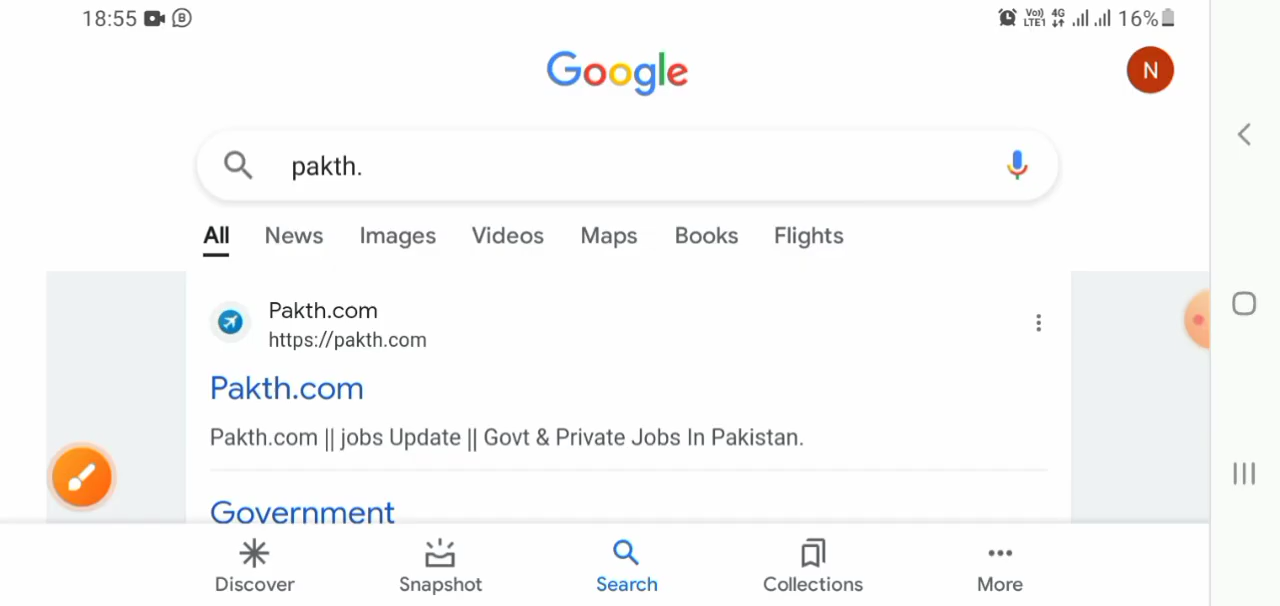 18:55 16%
Google
N
pakth.
All News Images Videos Maps Books Flights
Pakth.com
https://pakth.com
Pakth.com
Pakth.com || jobs Update || Govt & Private Jobs In Pakistan.
Government
Discover Snapshot Search Collections More